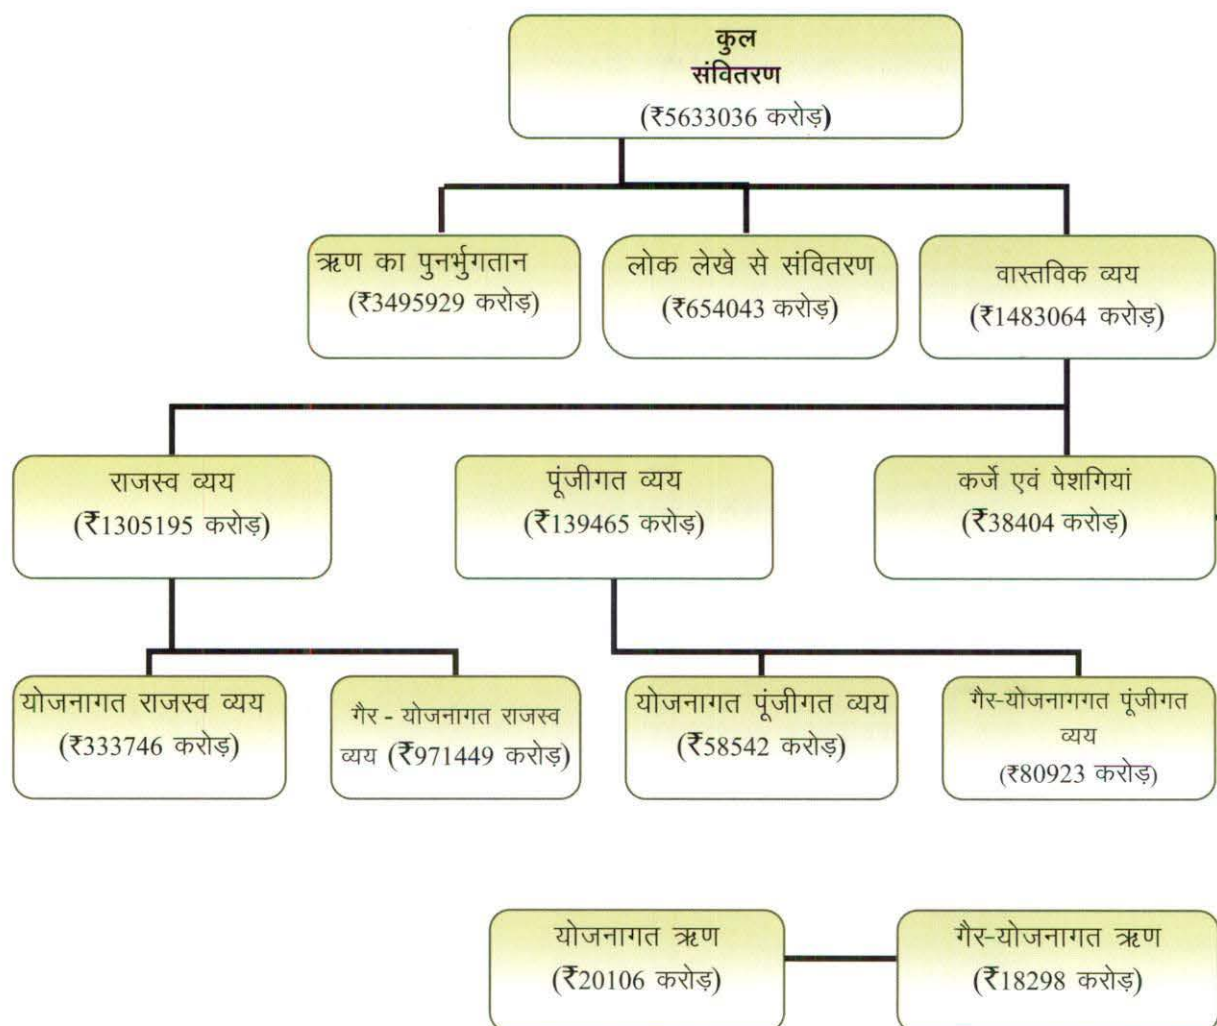 कुल
संवितरण
(₹5633036 करोड़)
ऋण का पुनर्भुगतान
(₹3495929 करोड़)
लोक लेखे से संवितरण
(₹654043 करोड़)
वास्तविक व्यय
(₹1483064 करोड़)
राजस्व व्यय
(₹1305195 करोड़)
पूंजीगत व्यय
(₹139465 करोड़)
कर्जे एवं पेशगियां
(₹38404 करोड़)
योजनागत राजस्व व्यय
(₹333746 करोड़)
गैर - योजनागत राजस्व
व्यय (₹971449 करोड़)
योजनागत पूंजीगत व्यय
(₹58542 करोड़)
गैर-योजनागगत पूंजीगत
व्यय
(₹80923 करोड़)
योजनागत ऋण
(₹20106 करोड़)
गैर-योजनागत ऋण
(₹18298 करोड़)